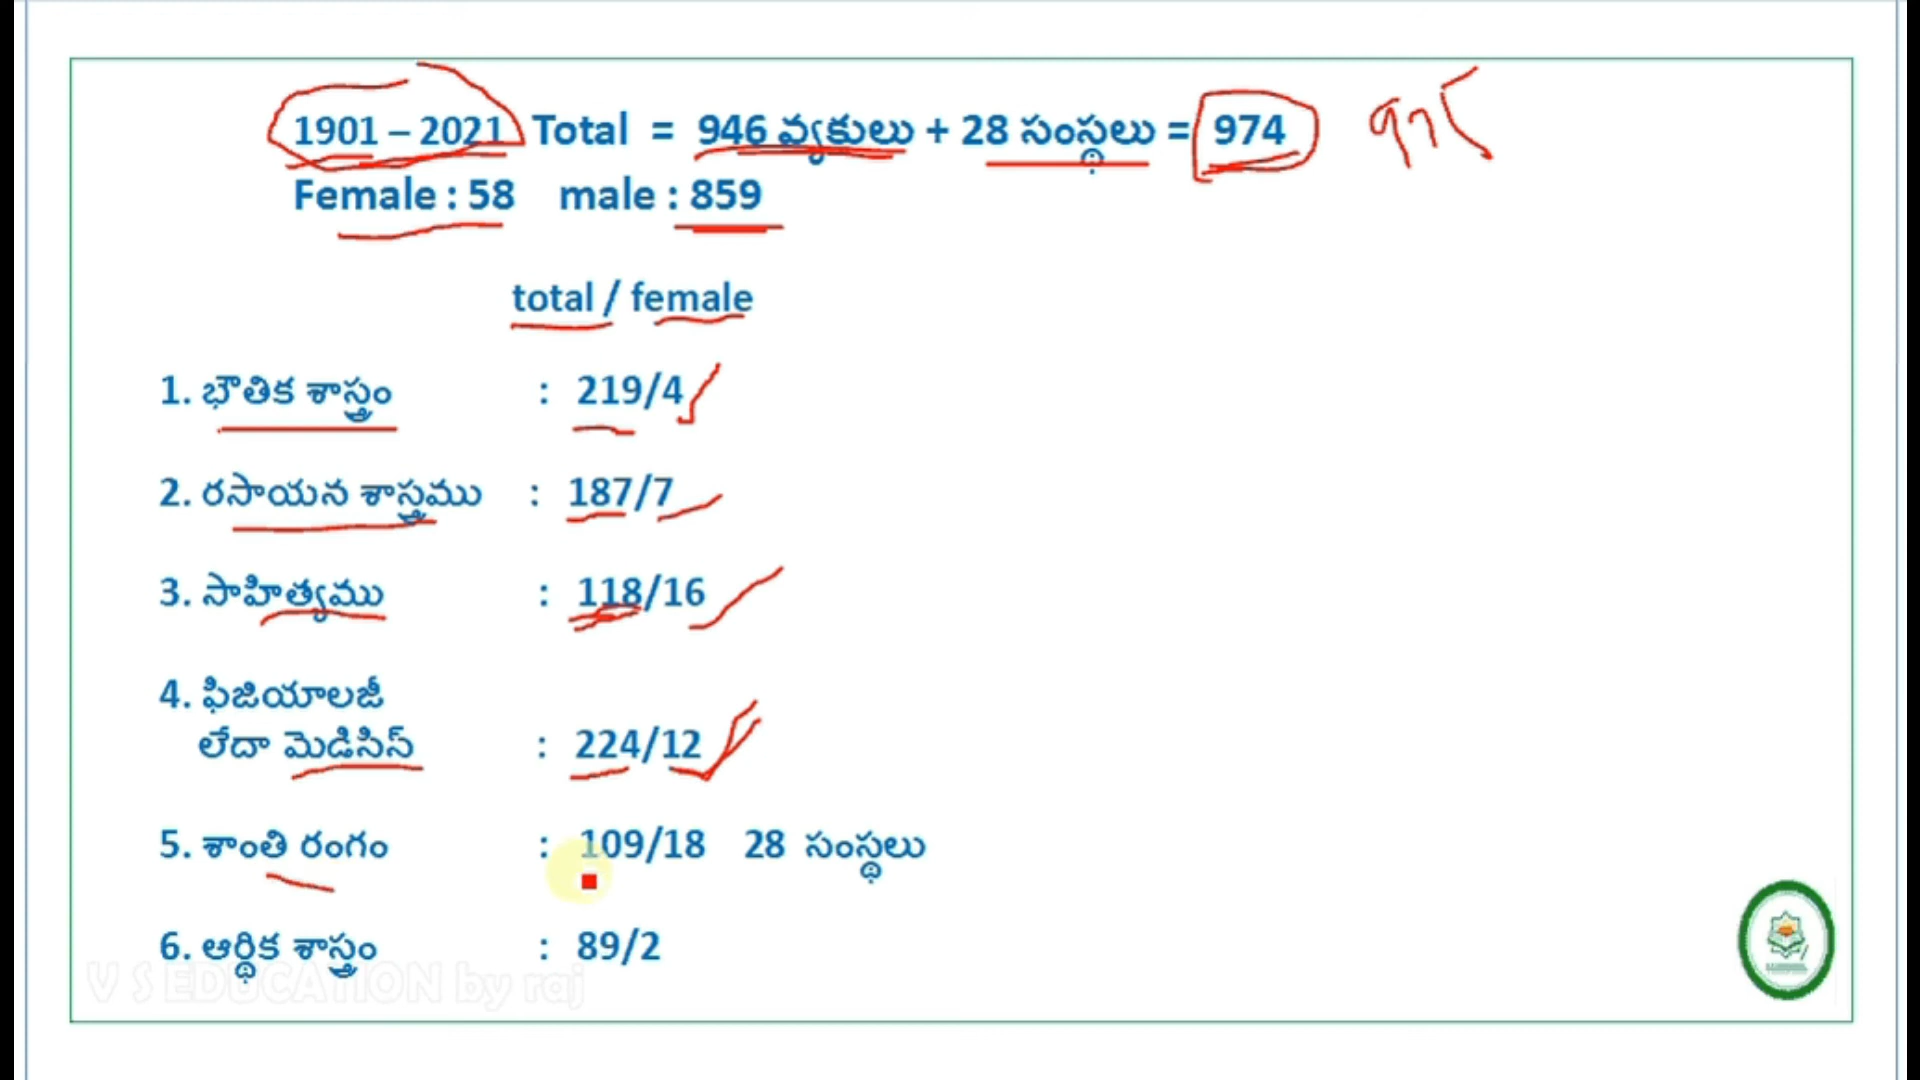 1901 – 2021 Total = 946 వ్యకులు + 28 సంస్థలు = 974 975
Female : 58 male : 859
total / female
1. భౌతిక శాస్త్రం : 219/4
2. రసాయన శాస్త్రము : 187/7
3. సాహిత్యము : 118/16
4. ఫిజియాలజీ
లేదా మెడిసిన్ : 224/12
5. శాంతి రంగం : 109/18 28 సంస్థలు
6. ఆర్థిక శాస్త్రం : 89/2
V S EDUCATION by raj